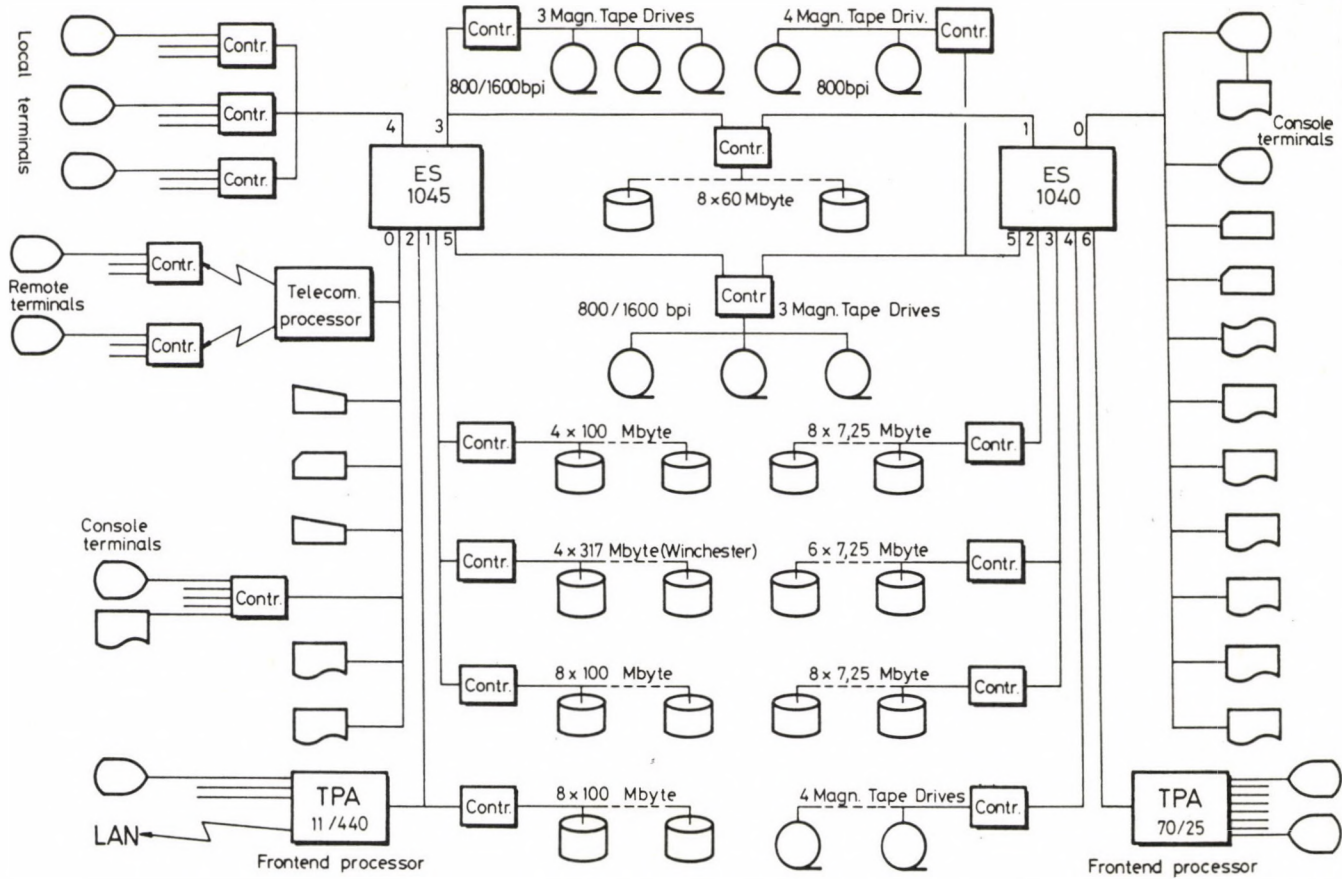 Local terminals
Contr.
Contr.
Contr.
Contr.
3 Magn. Tape Drives
800/1600bpi
4 Magn. Tape Driv.
800bpi
Contr.
Console
terminals
4
3
1
0
ES
1045
Contr.
8 x 60 Mbyte
ES
1040
0
2
1
5
5
2
3
4
6
Remote
terminals
Contr.
Contr.
Telecom.
processor
800/1600 bpi
Contr
3 Magn. Tape Drives
Contr.
4 x 100 Mbyte
8 x 7,25 Mbyte
Contr.
Console
terminals
Contr.
Contr.
4 x 317 Mbyte (Winchester)
6 x 7,25 Mbyte
Contr.
Contr.
8 x 100 Mbyte
8 x 7,25 Mbyte
Contr.
TPA
11/440
LAN
Frontend processor
Contr.
8 x 100 Mbyte
4 Magn. Tape Drives
Contr.
TPA
70/25
Frontend processor